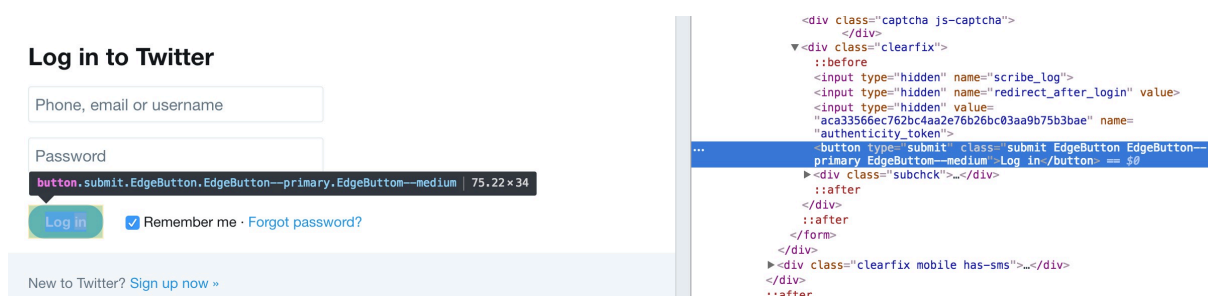 Log in to Twitter
Phone, email or username
Password
button.submit.EdgeButton.EdgeButton--primary.EdgeButtom--medium | 75.22 × 34
Log in
Remember me · Forgot password?
New to Twitter? Sign up now »
<div class="captcha js-captcha">
</div>
▼<div class="clearfix">
::before
<input type="hidden" name="scribe_log">
<input type="hidden" name="redirect_after_login" value>
<input type="hidden" value=
"aca33566ec762bc4aa2e76b26bc03aa9b75b3bae" name=
"authenticity_token">
... <button type="submit" class="submit EdgeButton EdgeButton--
primary EdgeButtom--medium">Log in</button> == $0
▶<div class="subchck">…</div>
::after
</div>
::after
</form>
</div>
▶<div class="clearfix mobile has-sms">…</div>
</div>
::after